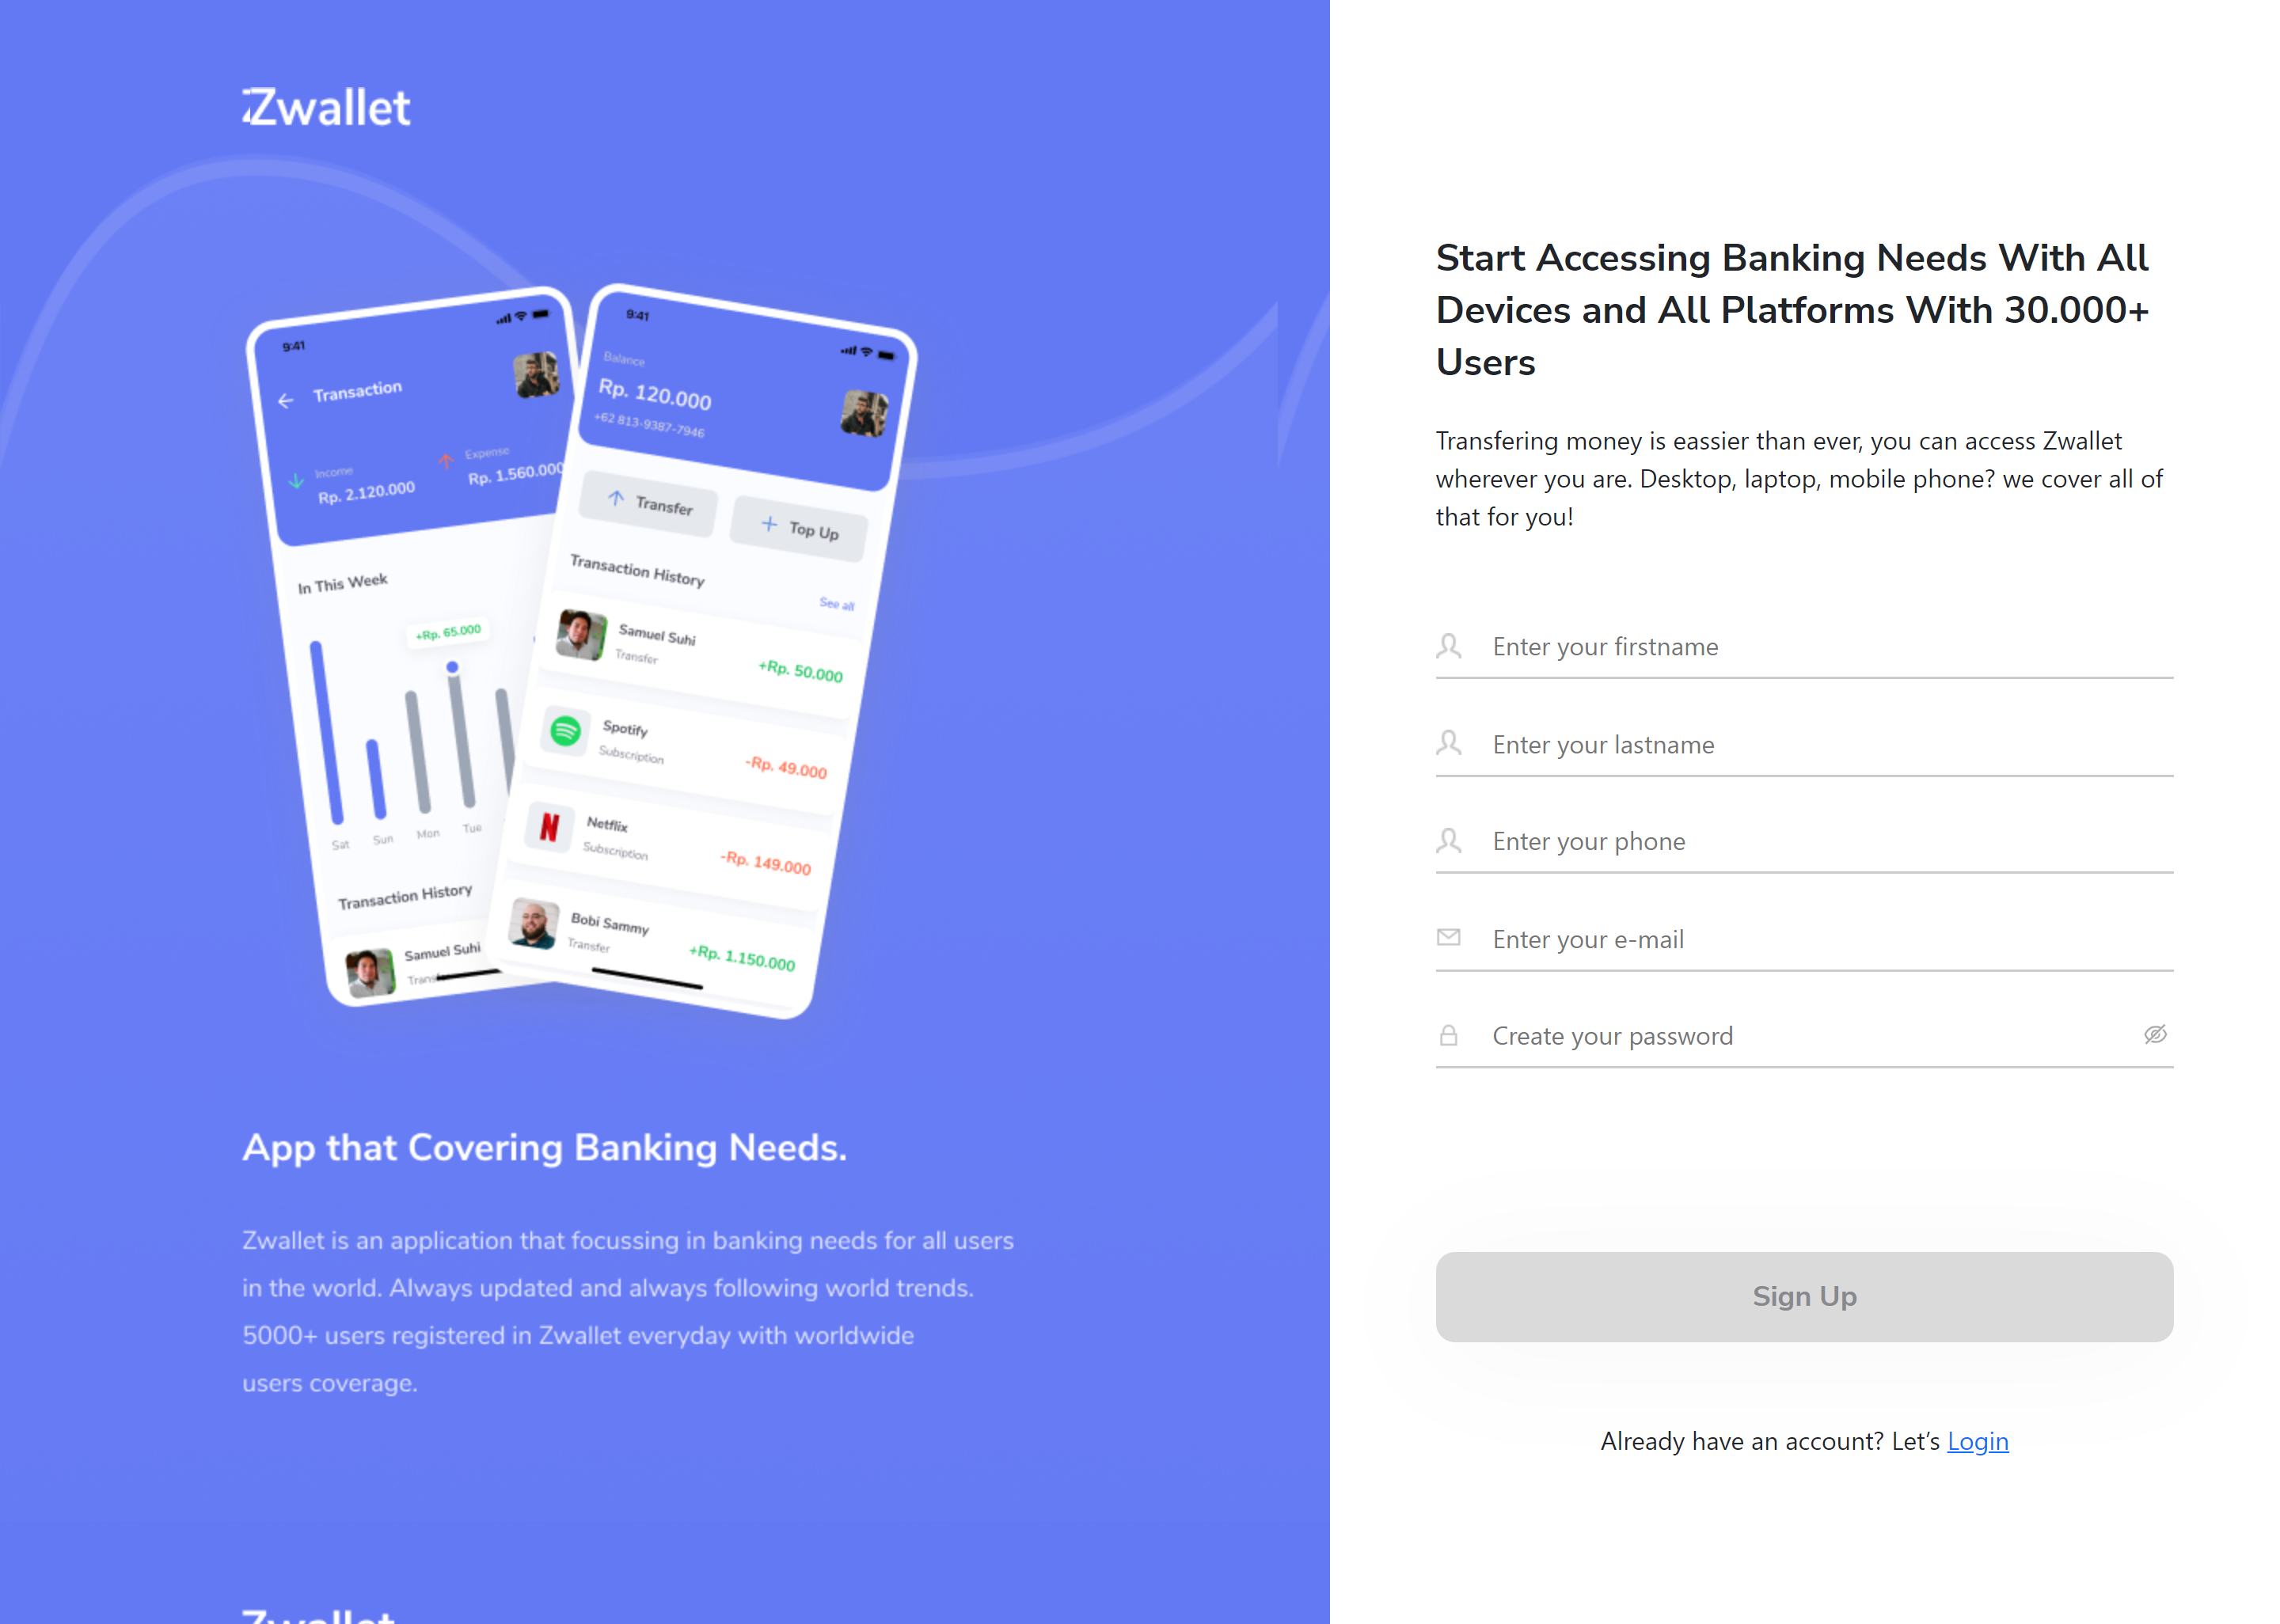 Zwallet
9:41
Transaction
Income
Rp. 2.120.000
Expense
Rp. 1.560.000
In This Week
+Rp. 65.000
Sat
Sun
Mon
Tue
Transaction History
Samuel Suhi
9:41
Balance
Rp. 120.000
+62 813-9387-7946
Transfer
Top Up
Transaction History
See all
Samuel Suhi
Transfer
+Rp. 50.000
Spotify
Subscription
-Rp. 49.000
Netflix
Subscription
-Rp. 149.000
Bobi Sammy
Transfer
+Rp. 1.150.000
App that Covering Banking Needs.
Zwallet is an application that focussing in banking needs for all users
in the world. Always updated and always following world trends.
5000+ users registered in Zwallet everyday with worldwide
users coverage.
Zwallet
Start Accessing Banking Needs With All
Devices and All Platforms With 30.000+
Users
Transfering money is eassier than ever, you can access Zwallet
wherever you are. Desktop, laptop, mobile phone? we cover all of
that for you!
Enter your firstname
Enter your lastname
Enter your phone
Enter your e-mail
Create your password
Sign Up
Already have an account? Let’s Login